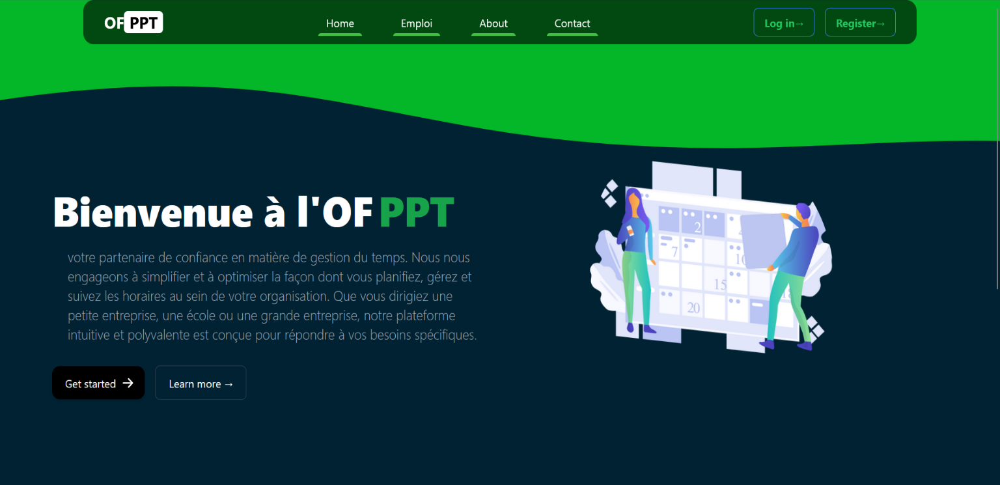 OFPPT
Home
Emploi
About
Contact
Log in→
Register→
Bienvenue à l'OF PPT
votre partenaire de confiance en matière de gestion du temps. Nous nous
engageons à simplifier et à optimiser la façon dont vous planifiez, gérez et
suivez les horaires au sein de votre organisation. Que vous dirigiez une
petite entreprise, une école ou une grande entreprise, notre plateforme
intuitive et polyvalente est conçue pour répondre à vos besoins spécifiques.
Get started →
Learn more →
2
7
10
15
18
20